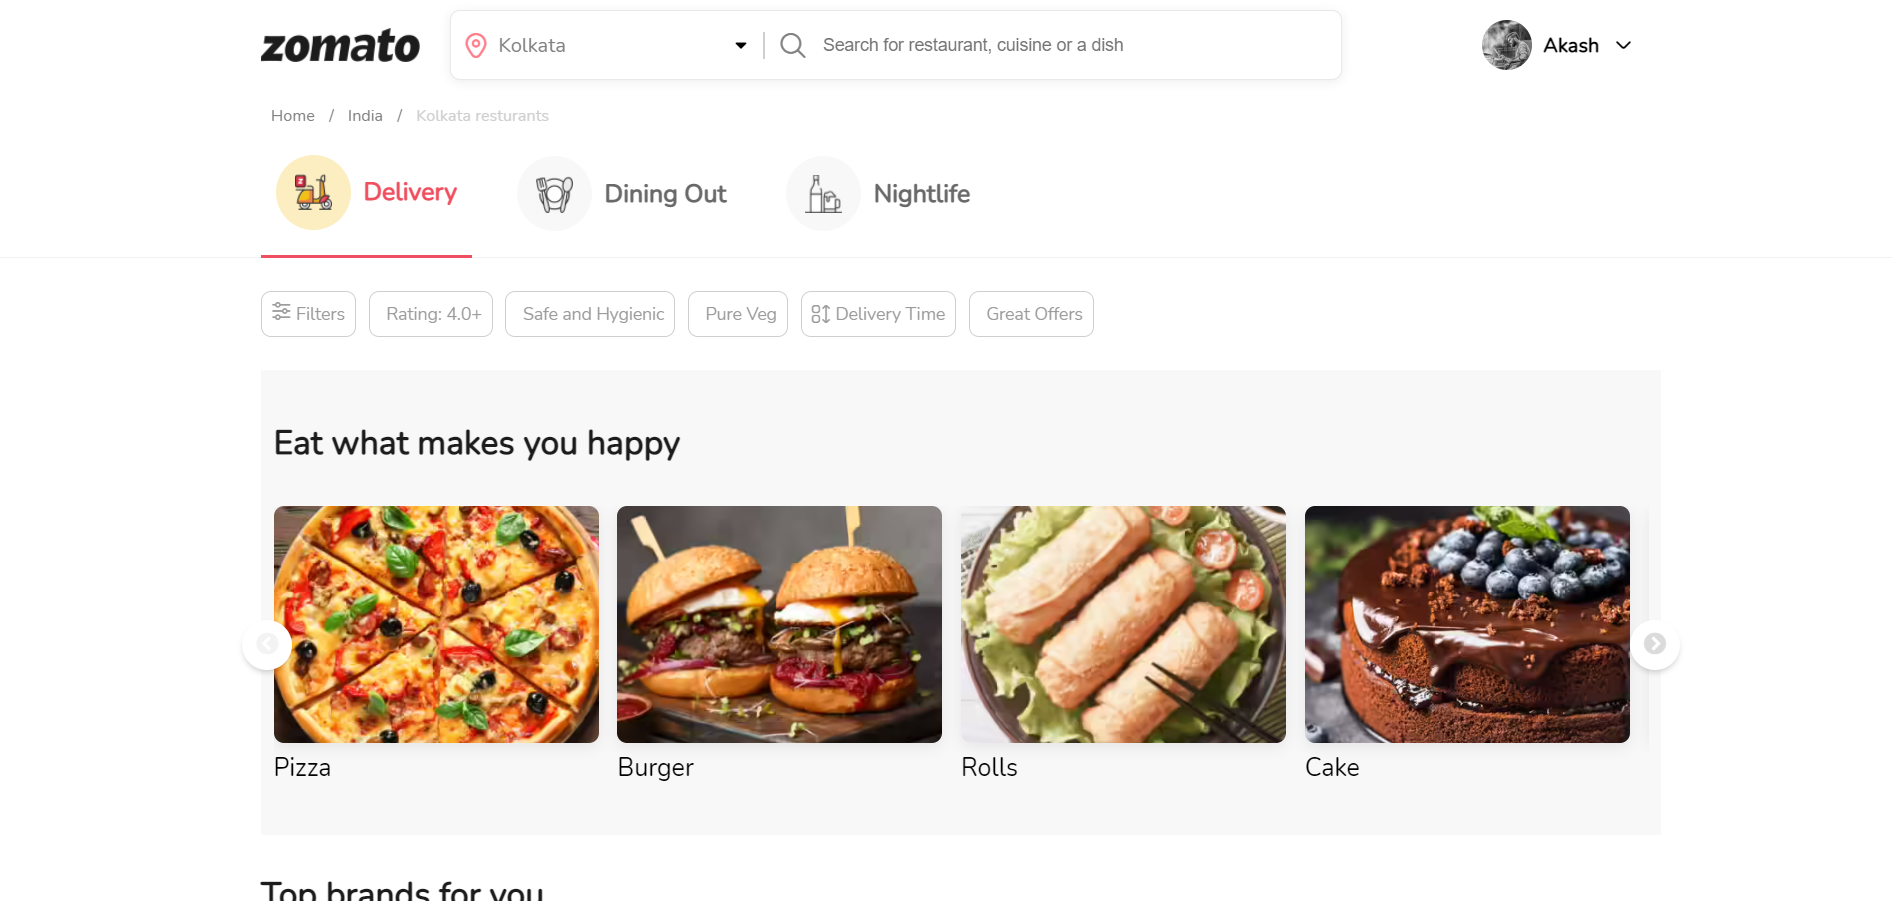 zomato
Kolkata
Search for restaurant, cuisine or a dish
Akash
Home / India / Kolkata resturants
Delivery
Dining Out
Nightlife
Filters
Rating: 4.0+
Safe and Hygienic
Pure Veg
Delivery Time
Great Offers
Eat what makes you happy
Pizza
Burger
Rolls
Cake
Top brands for you